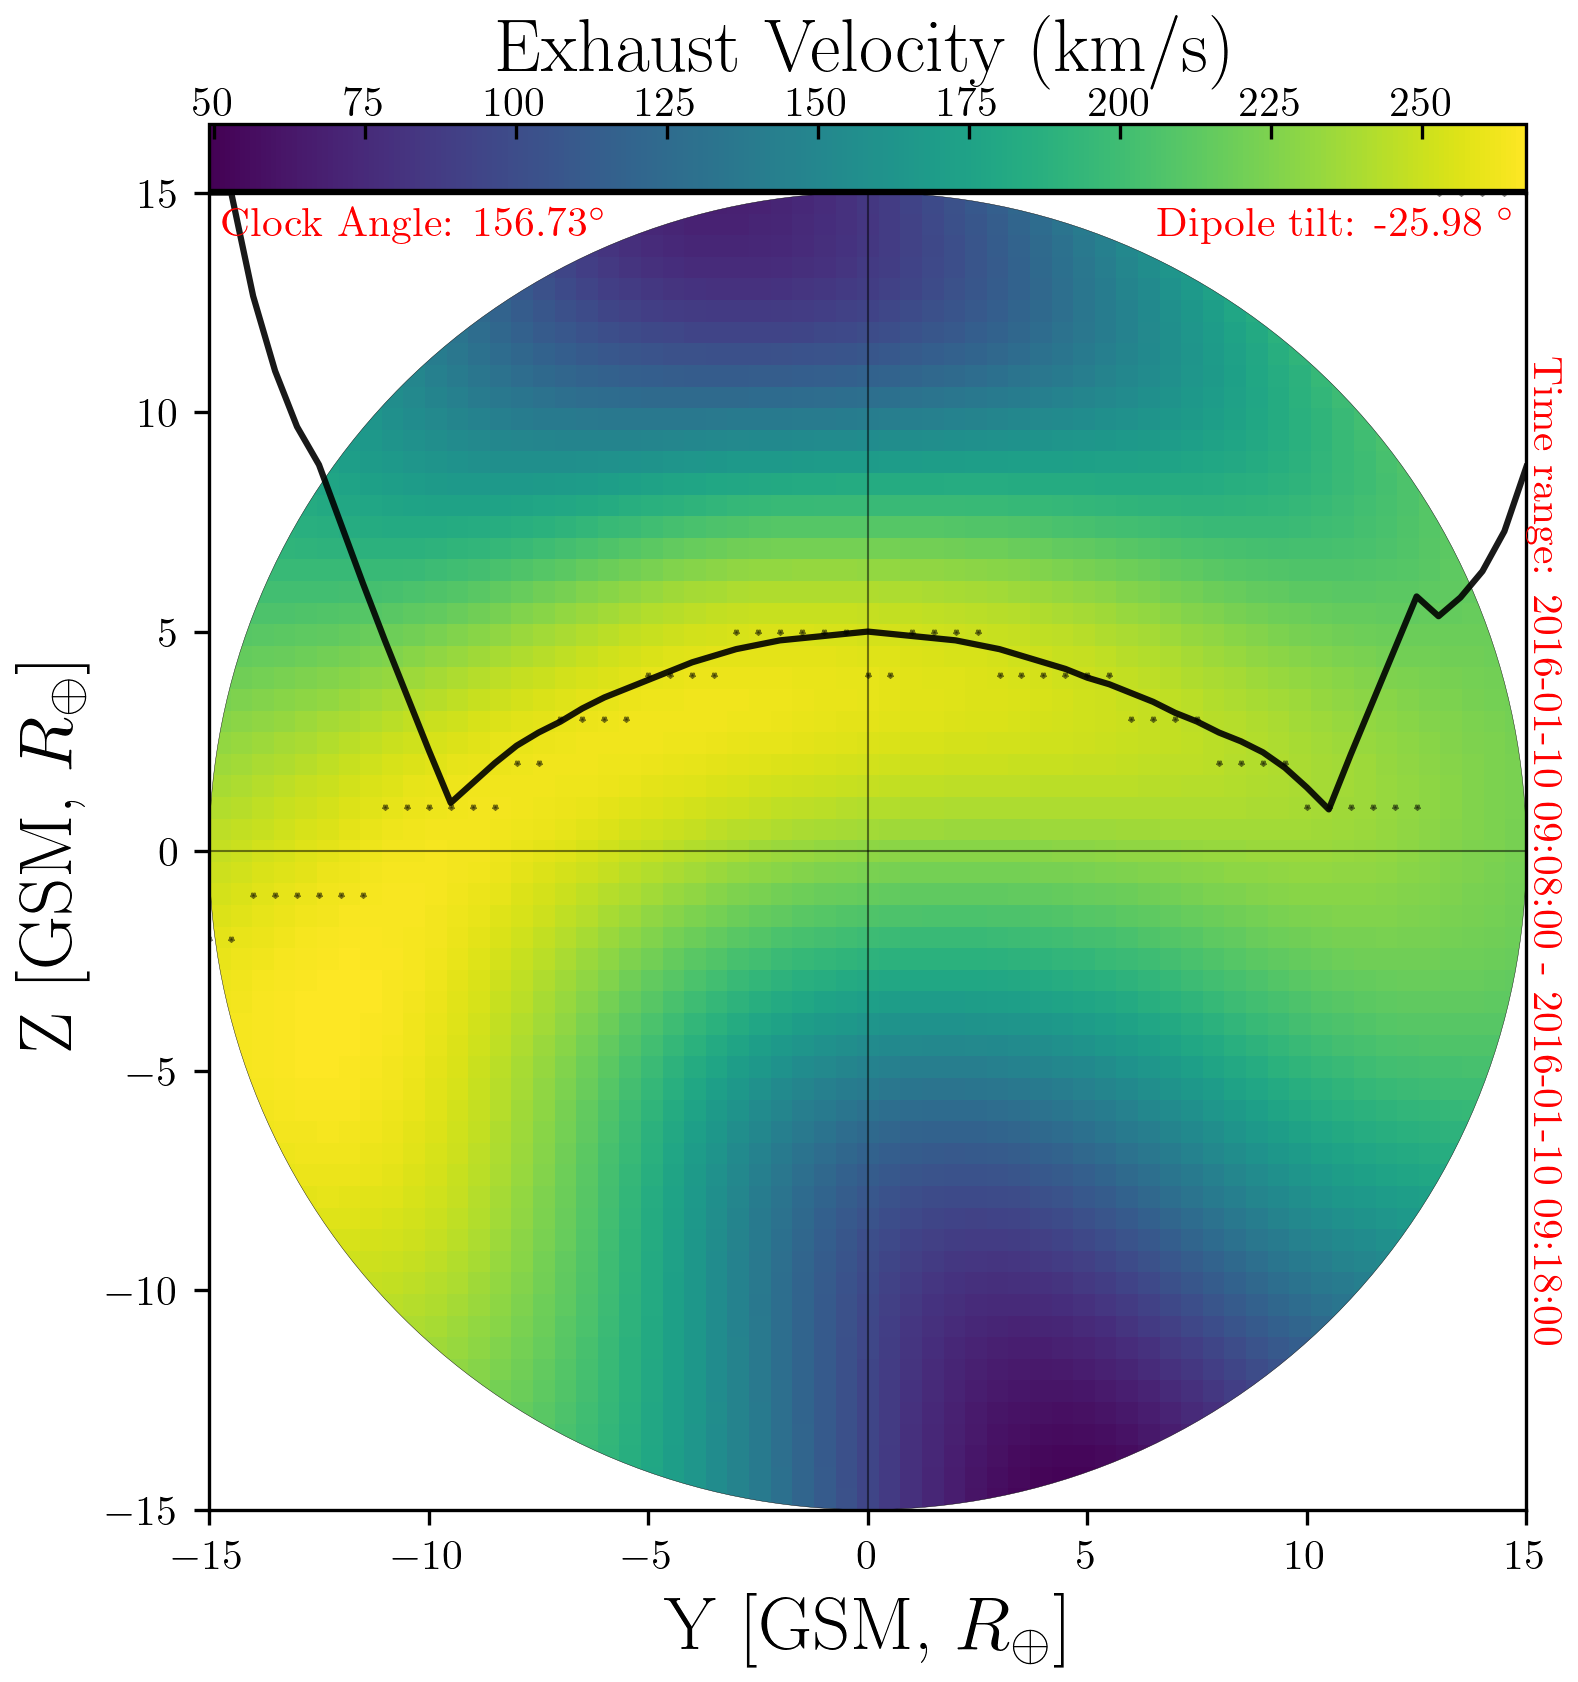 Exhaust Velocity (km/s)
50 75 100 125 150 175 200 225 250
Clock Angle: 156.73°
Dipole tilt: -25.98 °
15
10
5
0
−5
−10
−15
Z [GSM, R⊕]
Time range: 2016-01-10 09:08:00 - 2016-01-10 09:18:00
−15 −10 −5 0 5 10 15
Y [GSM, R⊕]